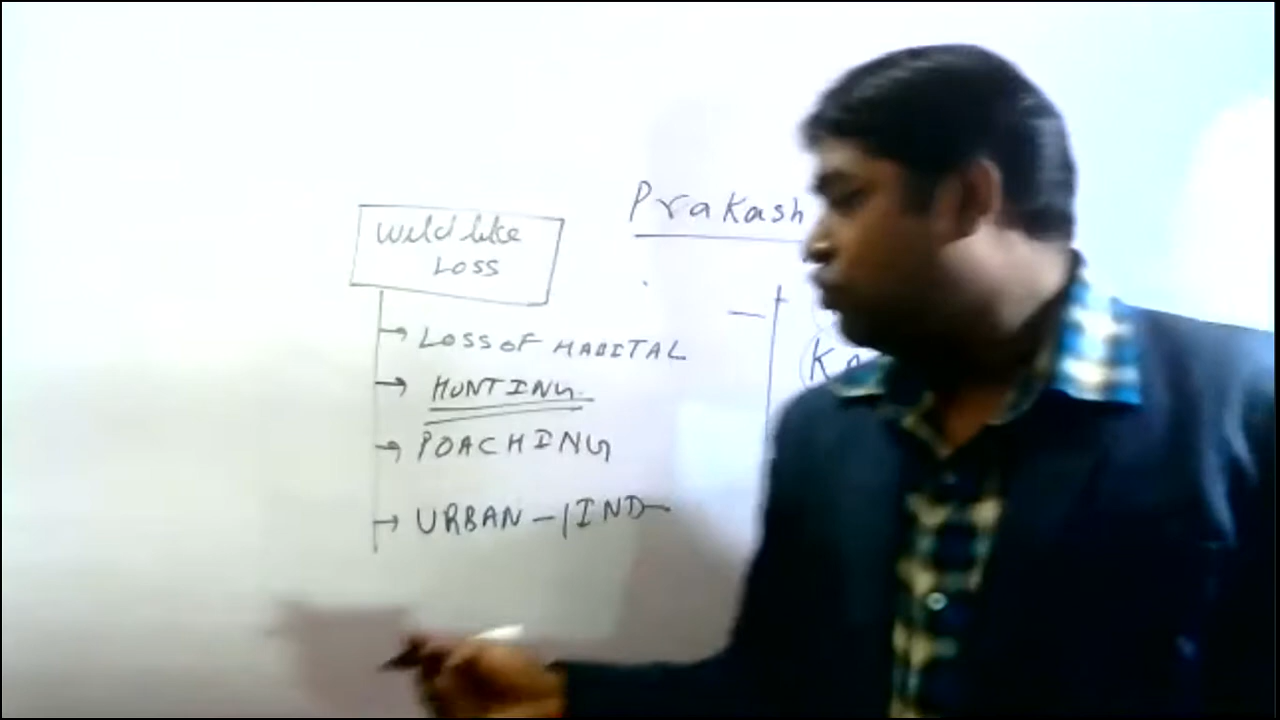 Prakash
Wild like
LOSS
LOSS OF HABITAL
HUNTING
POACHING
URBAN - / IND